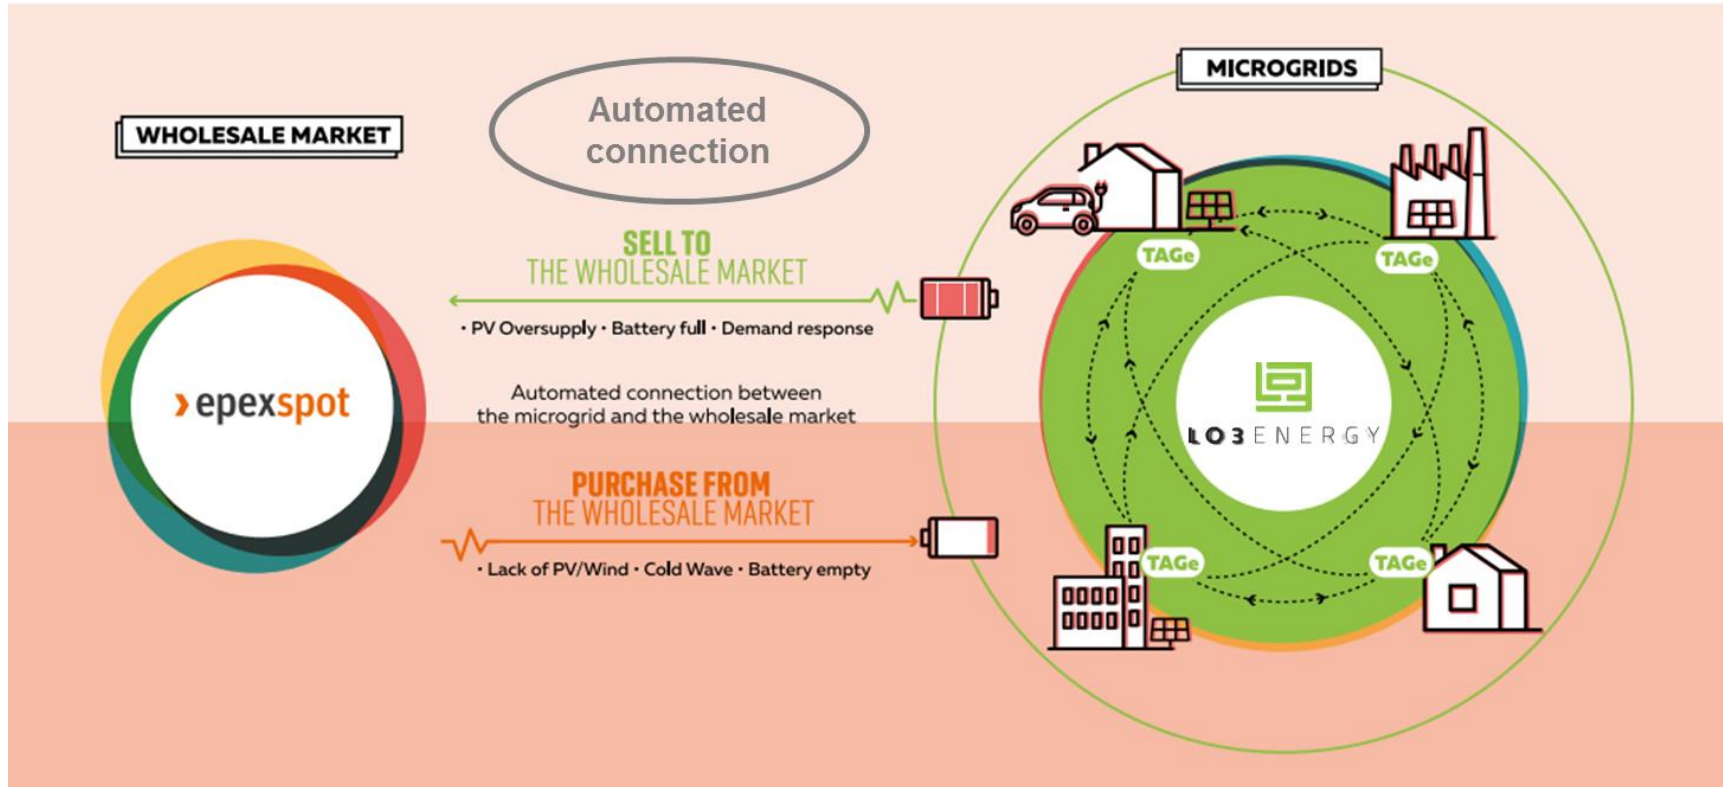 WHOLESALE MARKET
Automated
connection
MICROGRIDS
epexspot
SELL TO
THE WHOLESALE MARKET
• PV Oversupply • Battery full • Demand response
Automated connection between
the microgrid and the wholesale market
PURCHASE FROM
THE WHOLESALE MARKET
• Lack of PV/Wind • Cold Wave • Battery empty
TAGe
TAGe
LO3ENERGY
TAGe
TAGe